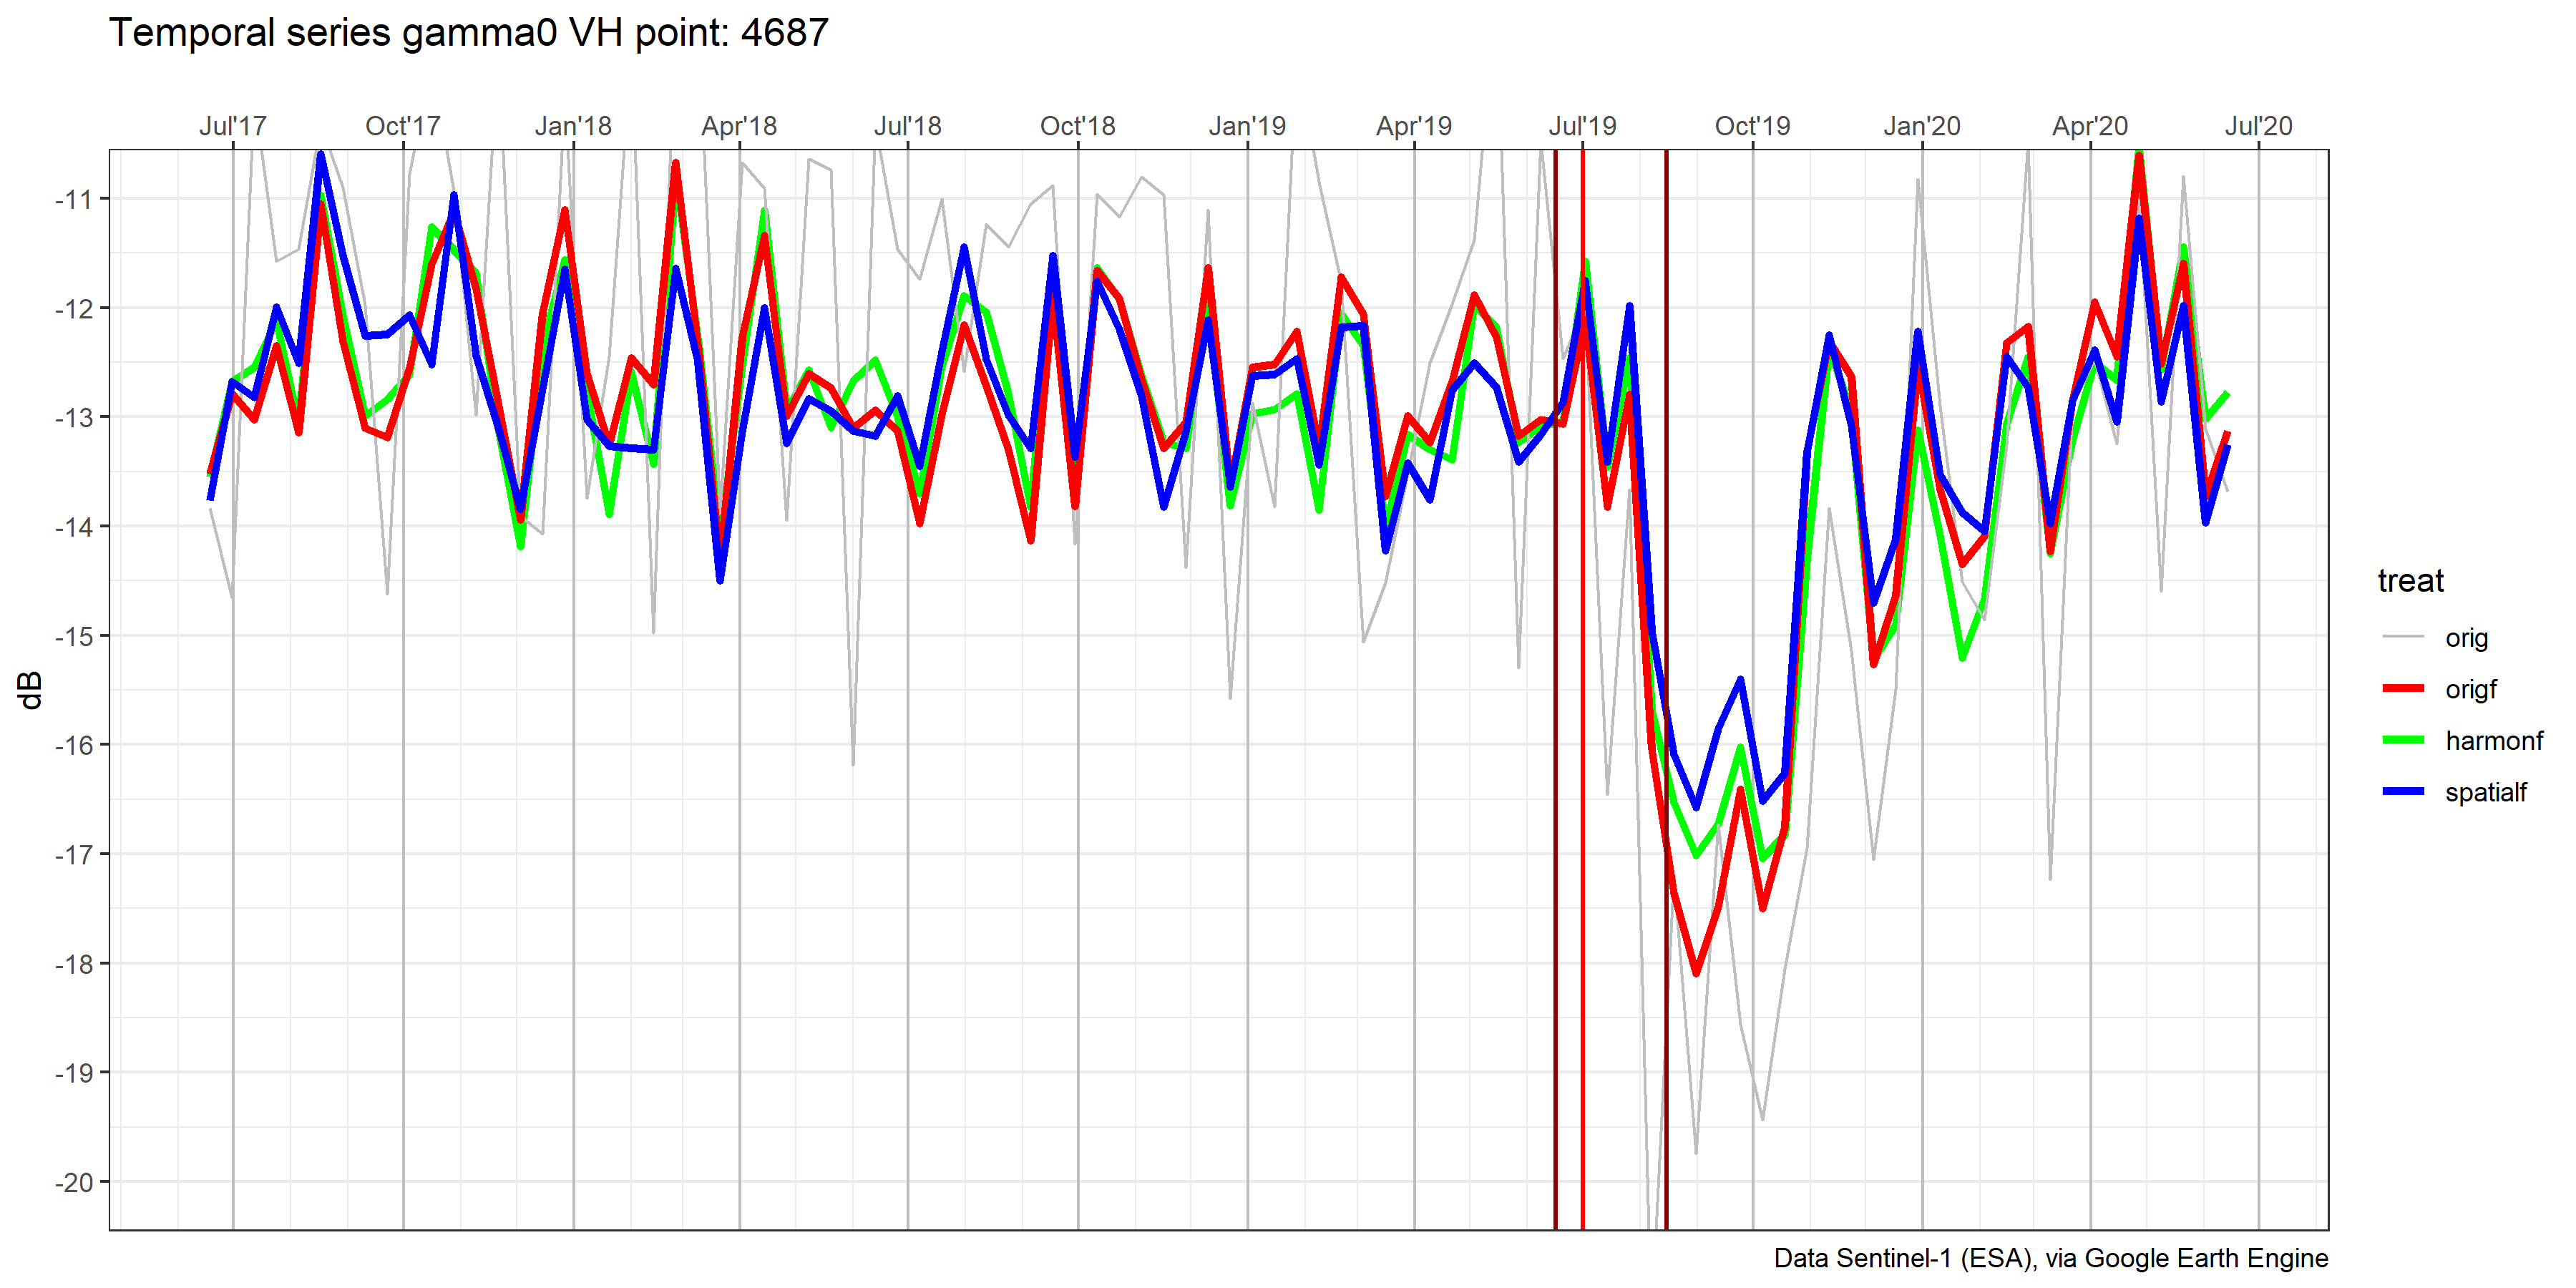 Temporal series gamma0 VH point: 4687
Jul'17 Oct'17 Jan'18 Apr'18 Jul'18 Oct'18 Jan'19 Apr'19 Jul'19 Oct'19 Jan'20 Apr'20 Jul'20
-11
-12
-13
-14
-15
-16
-17
-18
-19
-20
dB
treat
orig
origf
harmonf
spatialf
Data Sentinel-1 (ESA), via Google Earth Engine